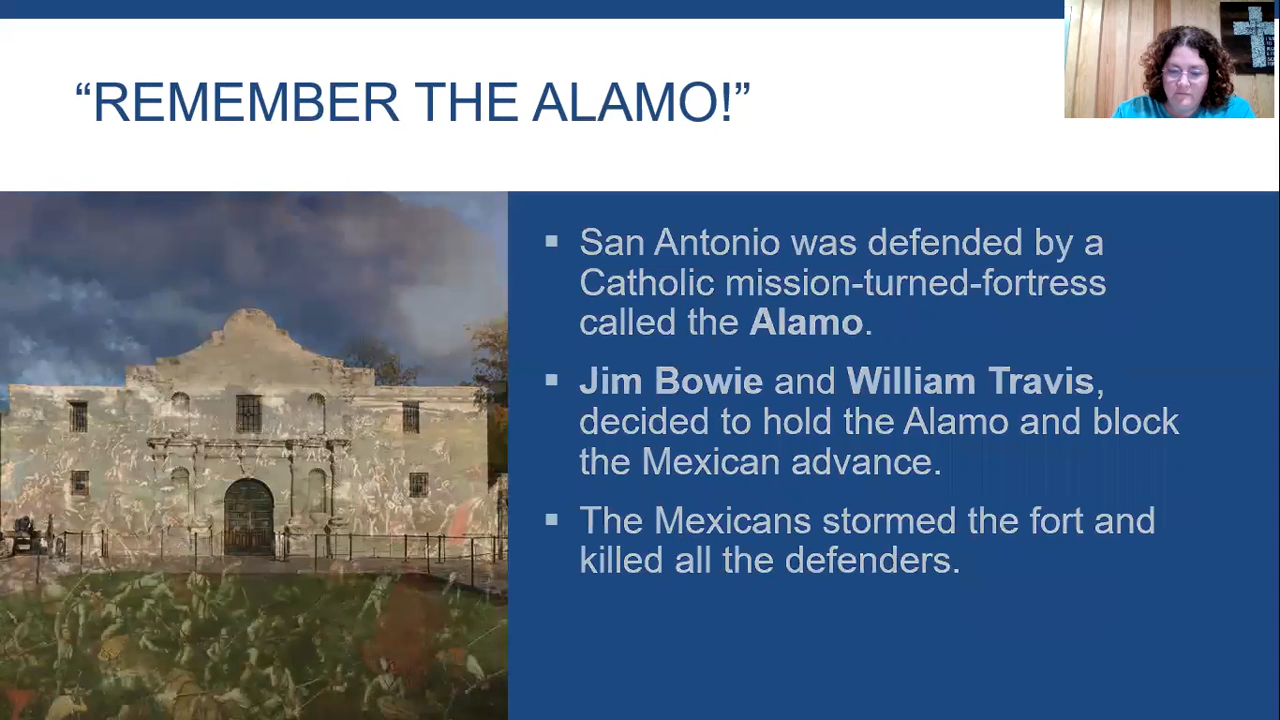 “REMEMBER THE ALAMO!”
San Antonio was defended by a
Catholic mission-turned-fortress
called the Alamo.
Jim Bowie and William Travis,
decided to hold the Alamo and block
the Mexican advance.
The Mexicans stormed the fort and
killed all the defenders.